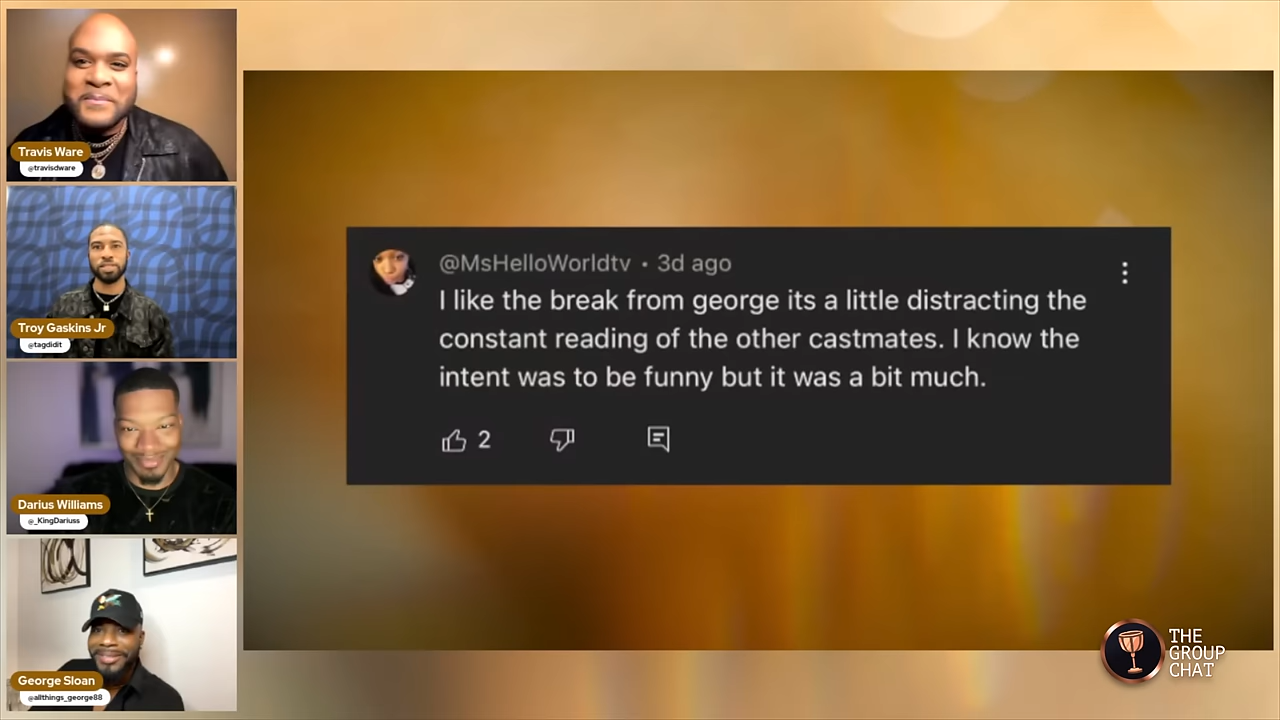 Travis Ware
@travisdware
Troy Gaskins Jr
@tagdidit
Darius Williams
@_KingDariuss
George Sloan
@allthings_george88
@MsHelloWorldtv • 3d ago
I like the break from george its a little distracting the
constant reading of the other castmates. I know the
intent was to be funny but it was a bit much.
2
THE
GROUP
CHAT